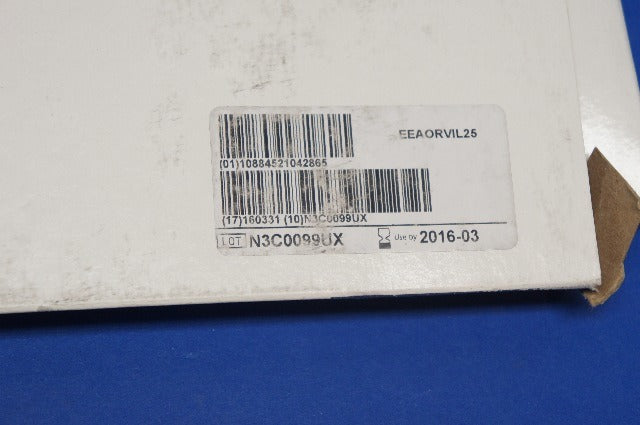 EEAORVIL25
(01)10884521042865
(17)160331 (10)N3C0099UX
LOT N3C0099UX Use by 2016-03